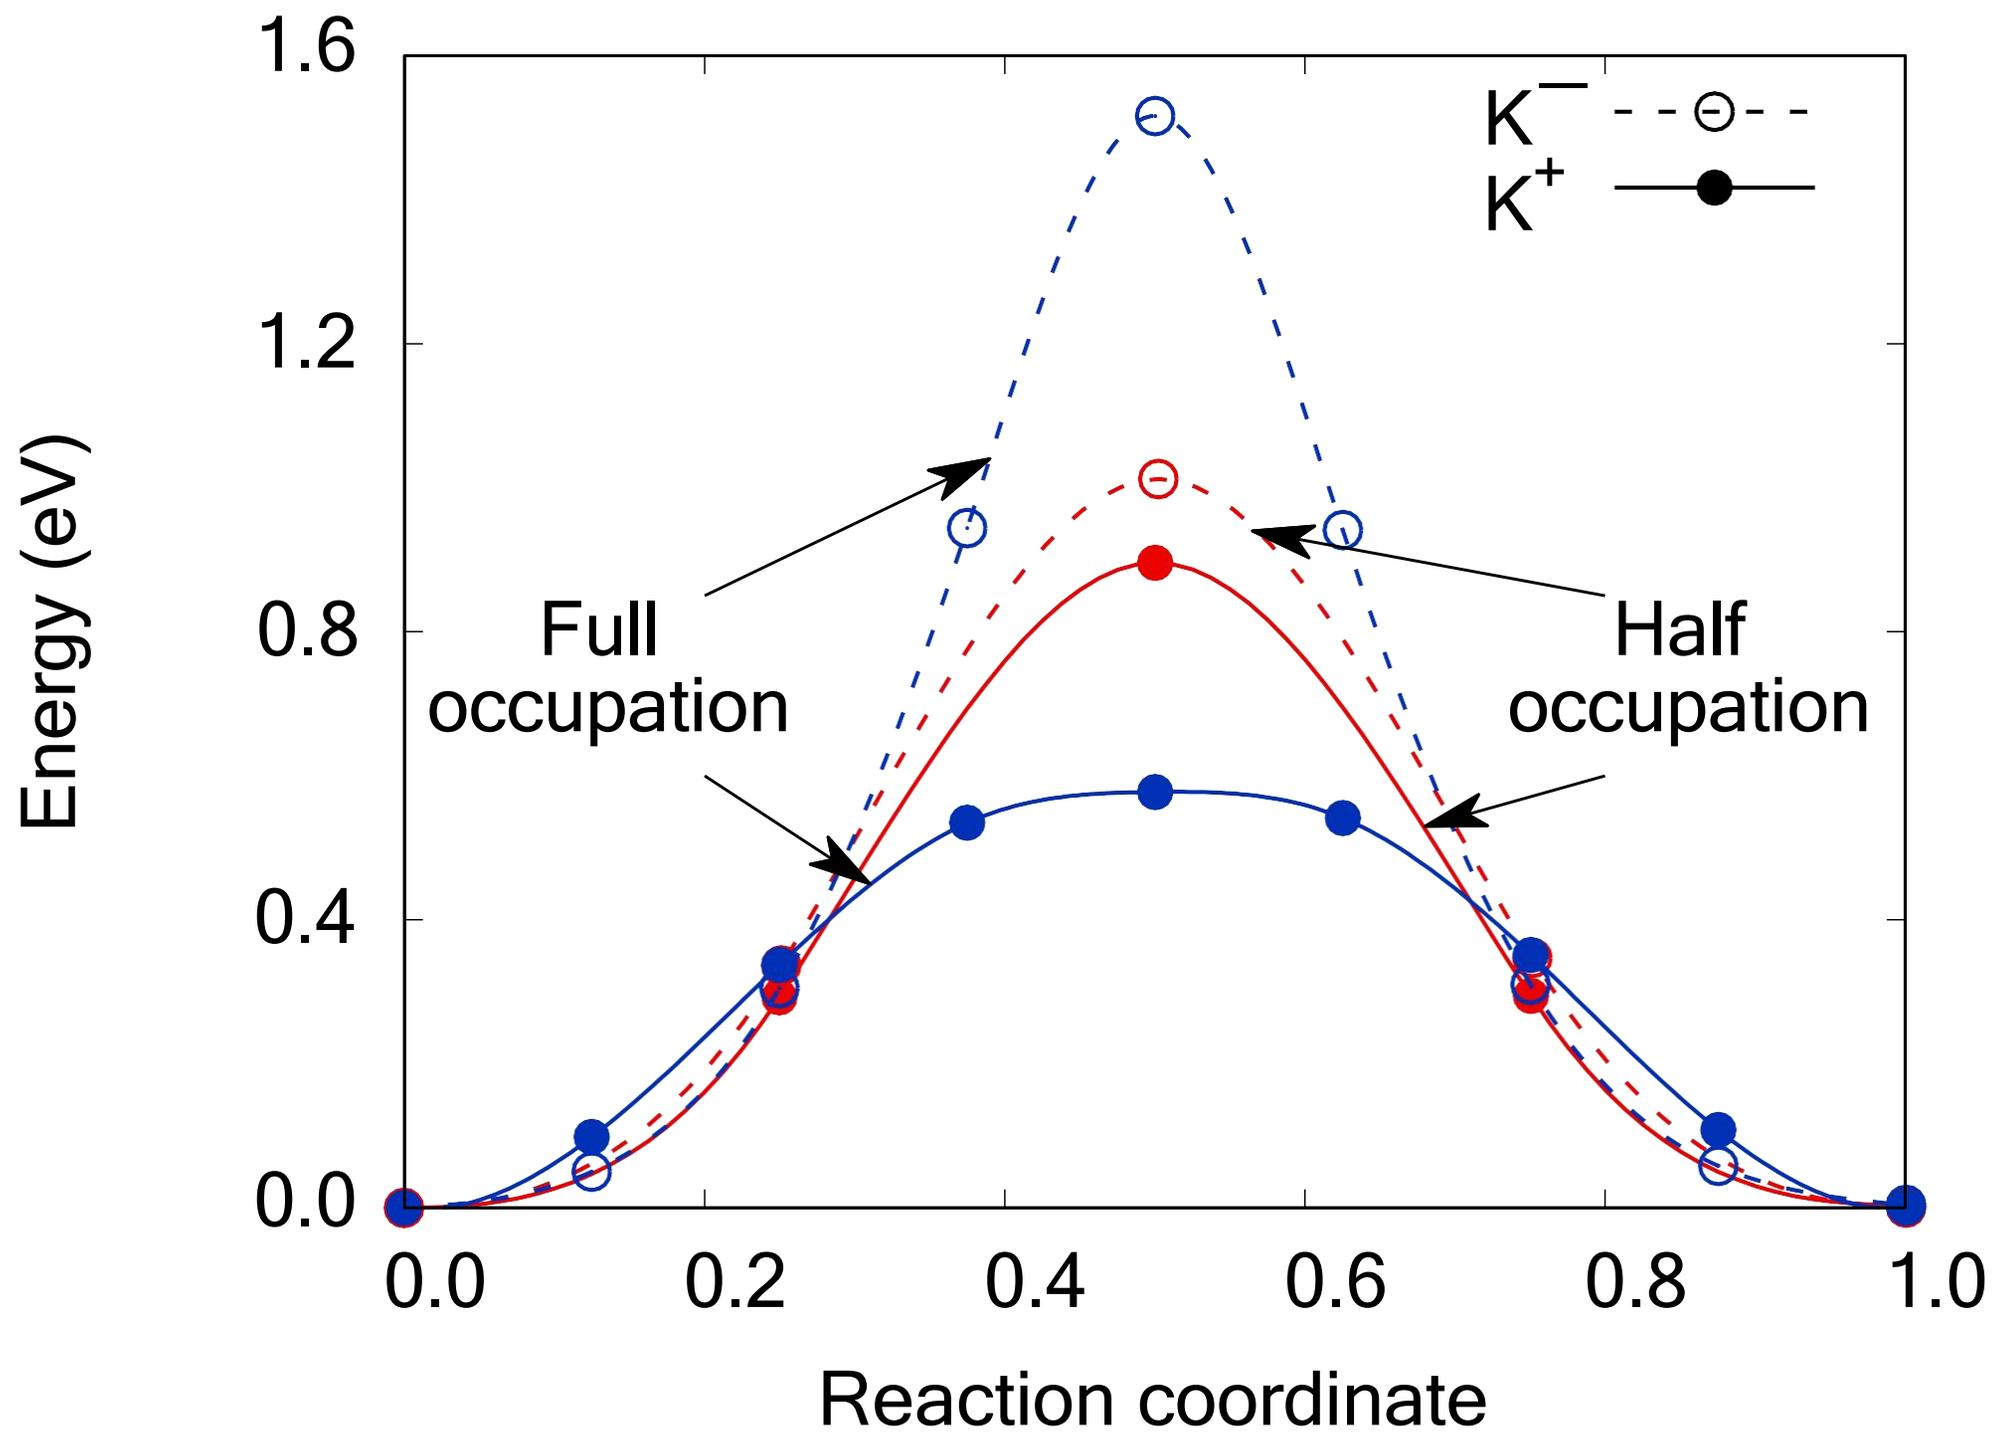 1.6
1.2
0.8
0.4
0.0
Energy (eV)
K—
K+
Full
occupation
Half
occupation
0.0 0.2 0.4 0.6 0.8 1.0
Reaction coordinate